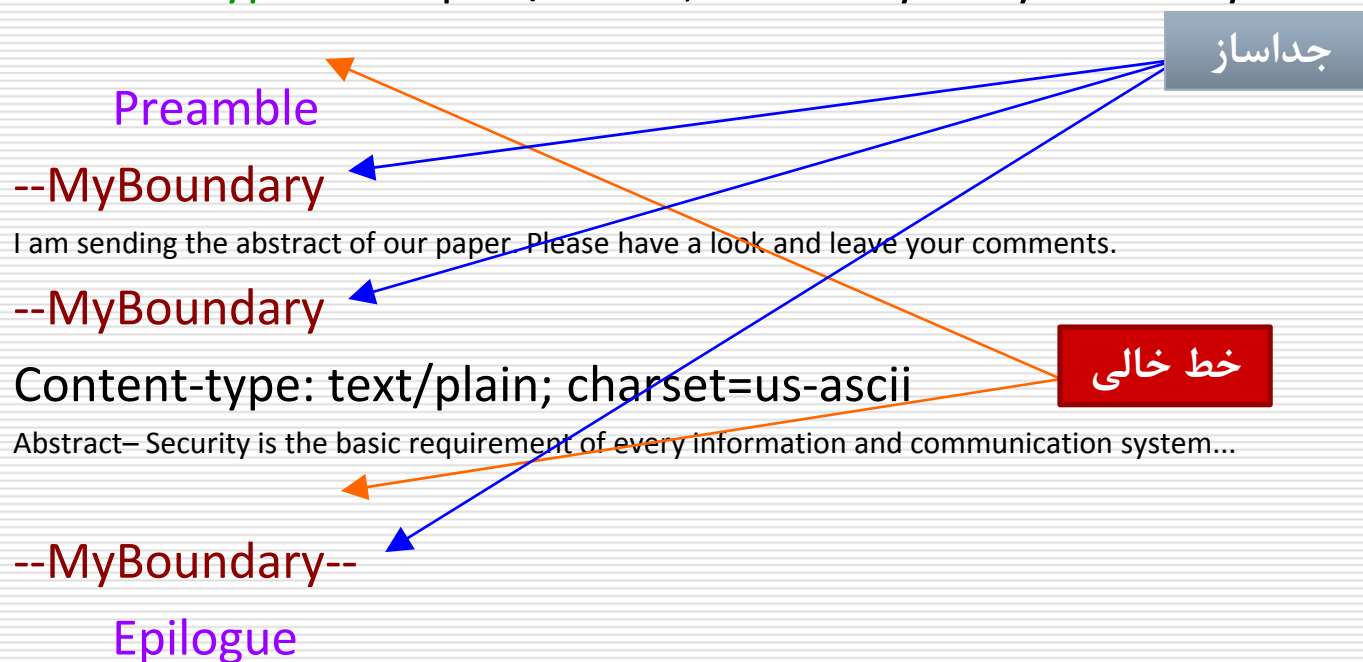 جداساز
Preamble
--MyBoundary
I am sending the abstract of our paper. Please have a look and leave your comments.
--MyBoundary
خط خالی
Content-type: text/plain; charset=us-ascii
Abstract– Security is the basic requirement of every information and communication system...
--MyBoundary--
Epilogue